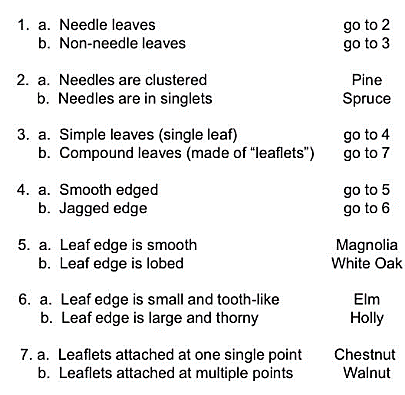 1. a. Needle leaves go to 2
b. Non-needle leaves go to 3
2. a. Needles are clustered Pine
b. Needles are in singlets Spruce
3. a. Simple leaves (single leaf) go to 4
b. Compound leaves (made of "leaflets") go to 7
4. a. Smooth edged go to 5
b. Jagged edge go to 6
5. a. Leaf edge is smooth Magnolia
b. Leaf edge is lobed White Oak
6. a. Leaf edge is small and tooth-like Elm
b. Leaf edge is large and thorny Holly
7. a. Leaflets attached at one single point Chestnut
b. Leaflets attached at multiple points Walnut